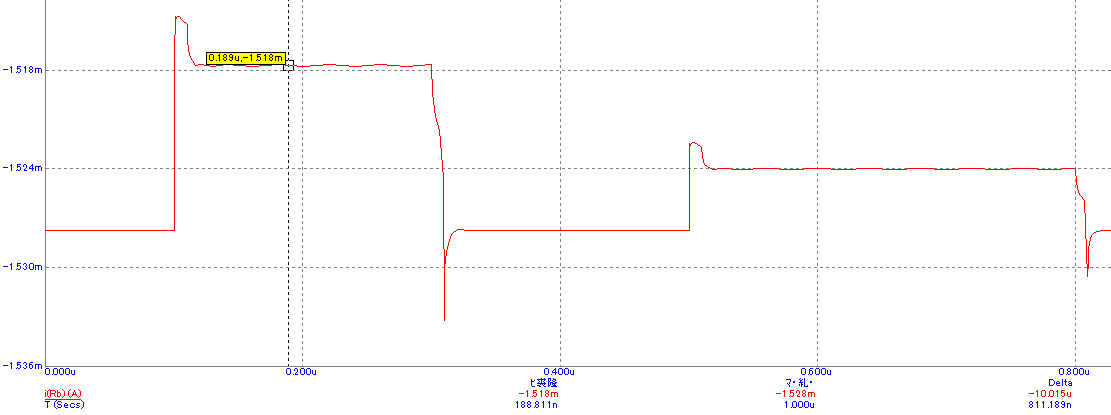 0.189u,-1.518m
-1.518m
-1.524m
-1.530m
-1.536m
0.000u 0.200u 0.400u 0.600u 0.800u
Delta
i(Rb) (A) -1.518m -1.528m -10.015u
T (Secs) 188.811n 1.000u 811.189n